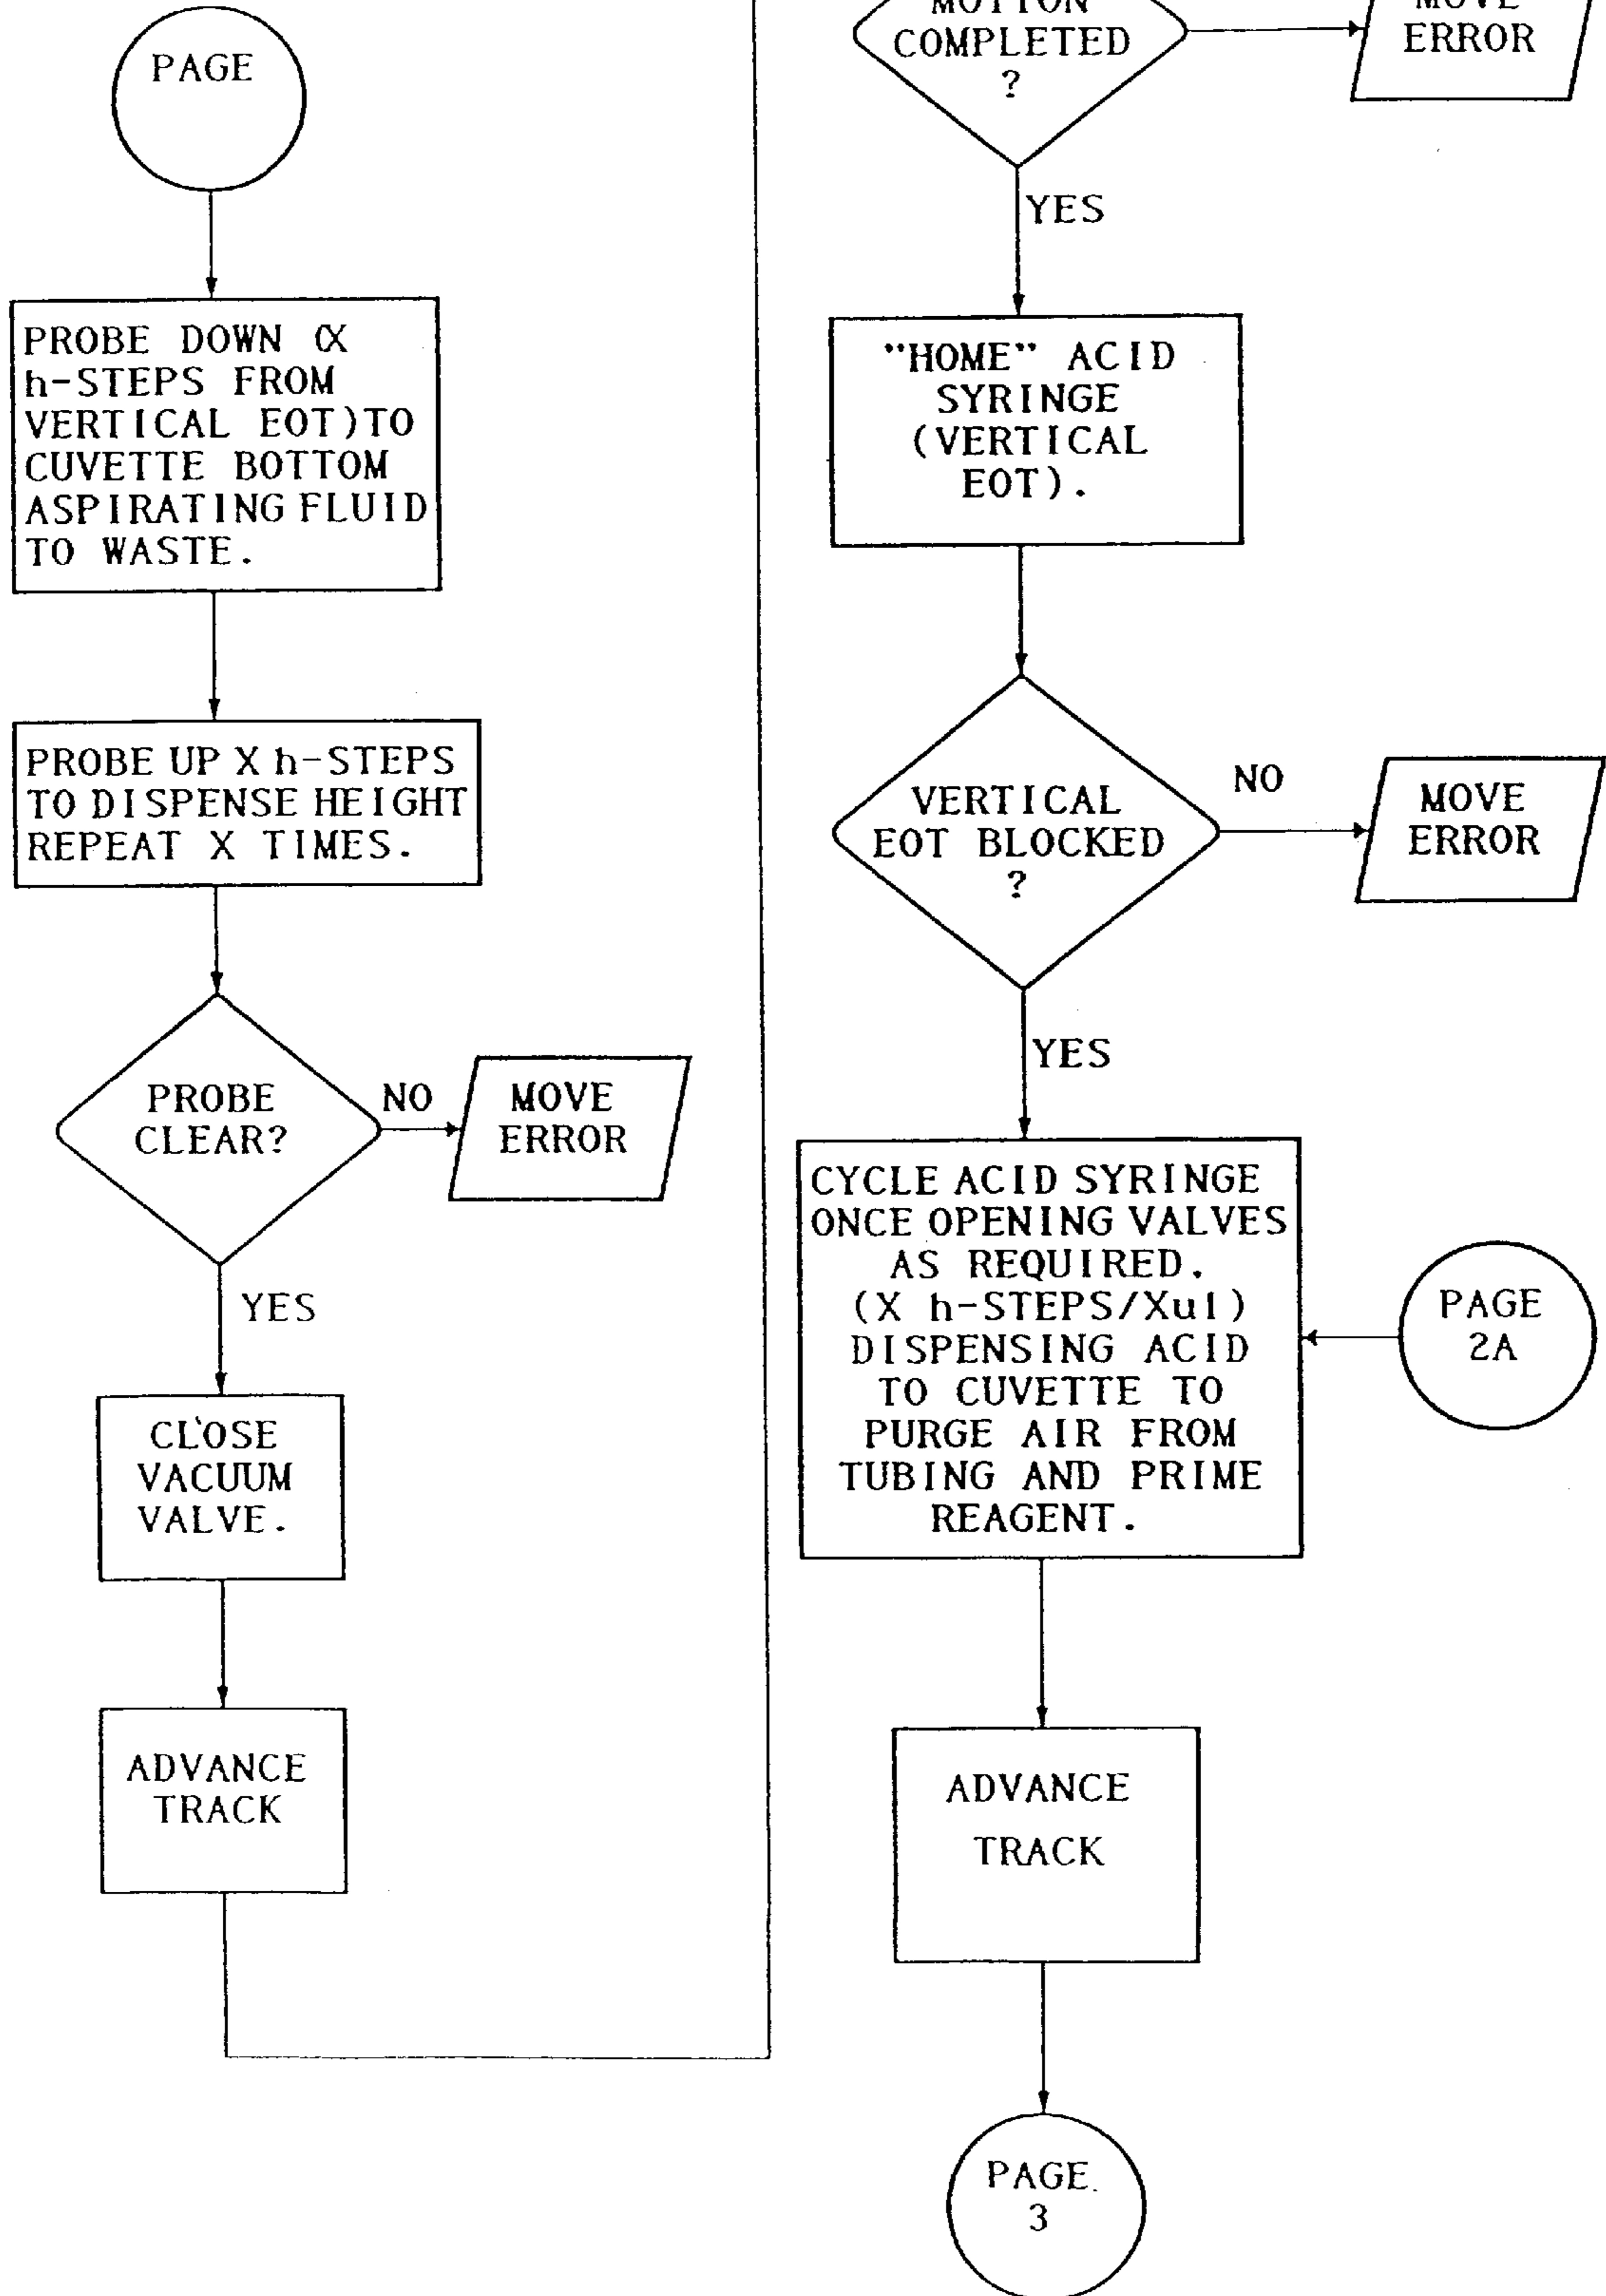 PAGE
PROBE DOWN (X
h-STEPS FROM
VERTICAL EOT)TO
CUVETTE BOTTOM
ASPIRATING FLUID
TO WASTE.
PROBE UP X h-STEPS
TO DISPENSE HEIGHT
REPEAT X TIMES.
PROBE
CLEAR?
NO
MOVE
ERROR
YES
CLOSE
VACUUM
VALVE.
ADVANCE
TRACK
MOTION
COMPLETED
?
MOVE
ERROR
YES
"HOME" ACID
SYRINGE
(VERTICAL
EOT).
VERTICAL
EOT BLOCKED
?
NO
MOVE
ERROR
YES
CYCLE ACID SYRINGE
ONCE OPENING VALVES
AS REQUIRED.
(X h-STEPS/Xul)
DISPENSING ACID
TO CUVETTE TO
PURGE AIR FROM
TUBING AND PRIME
REAGENT.
PAGE
2A
ADVANCE
TRACK
PAGE
3